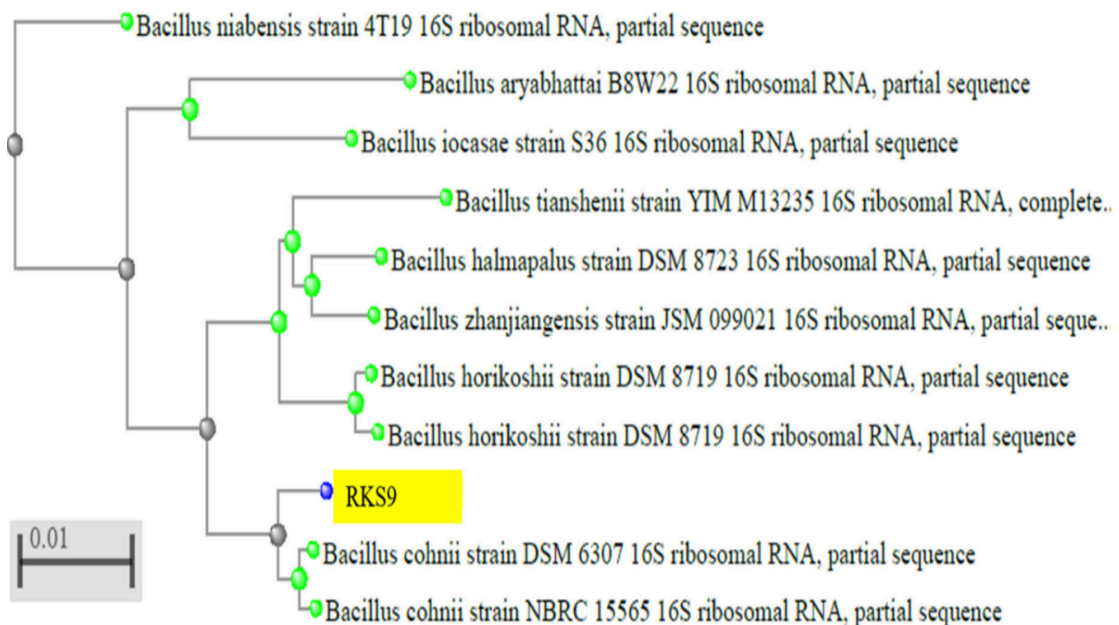 Bacillus niabensis strain 4T19 16S ribosomal RNA, partial sequence
Bacillus aryabhattai B8W22 16S ribosomal RNA, partial sequence
Bacillus iocasae strain S36 16S ribosomal RNA, partial sequence
Bacillus tianshenii strain YIM M13235 16S ribosomal RNA, complete...
Bacillus halmapalus strain DSM 8723 16S ribosomal RNA, partial sequence
Bacillus zhanjiangensis strain JSM 099021 16S ribosomal RNA, partial seque...
Bacillus horikoshii strain DSM 8719 16S ribosomal RNA, partial sequence
Bacillus horikoshii strain DSM 8719 16S ribosomal RNA, partial sequence
RKS9
0.01
Bacillus cohnii strain DSM 6307 16S ribosomal RNA, partial sequence
Bacillus cohnii strain NBRC 15565 16S ribosomal RNA, partial sequence